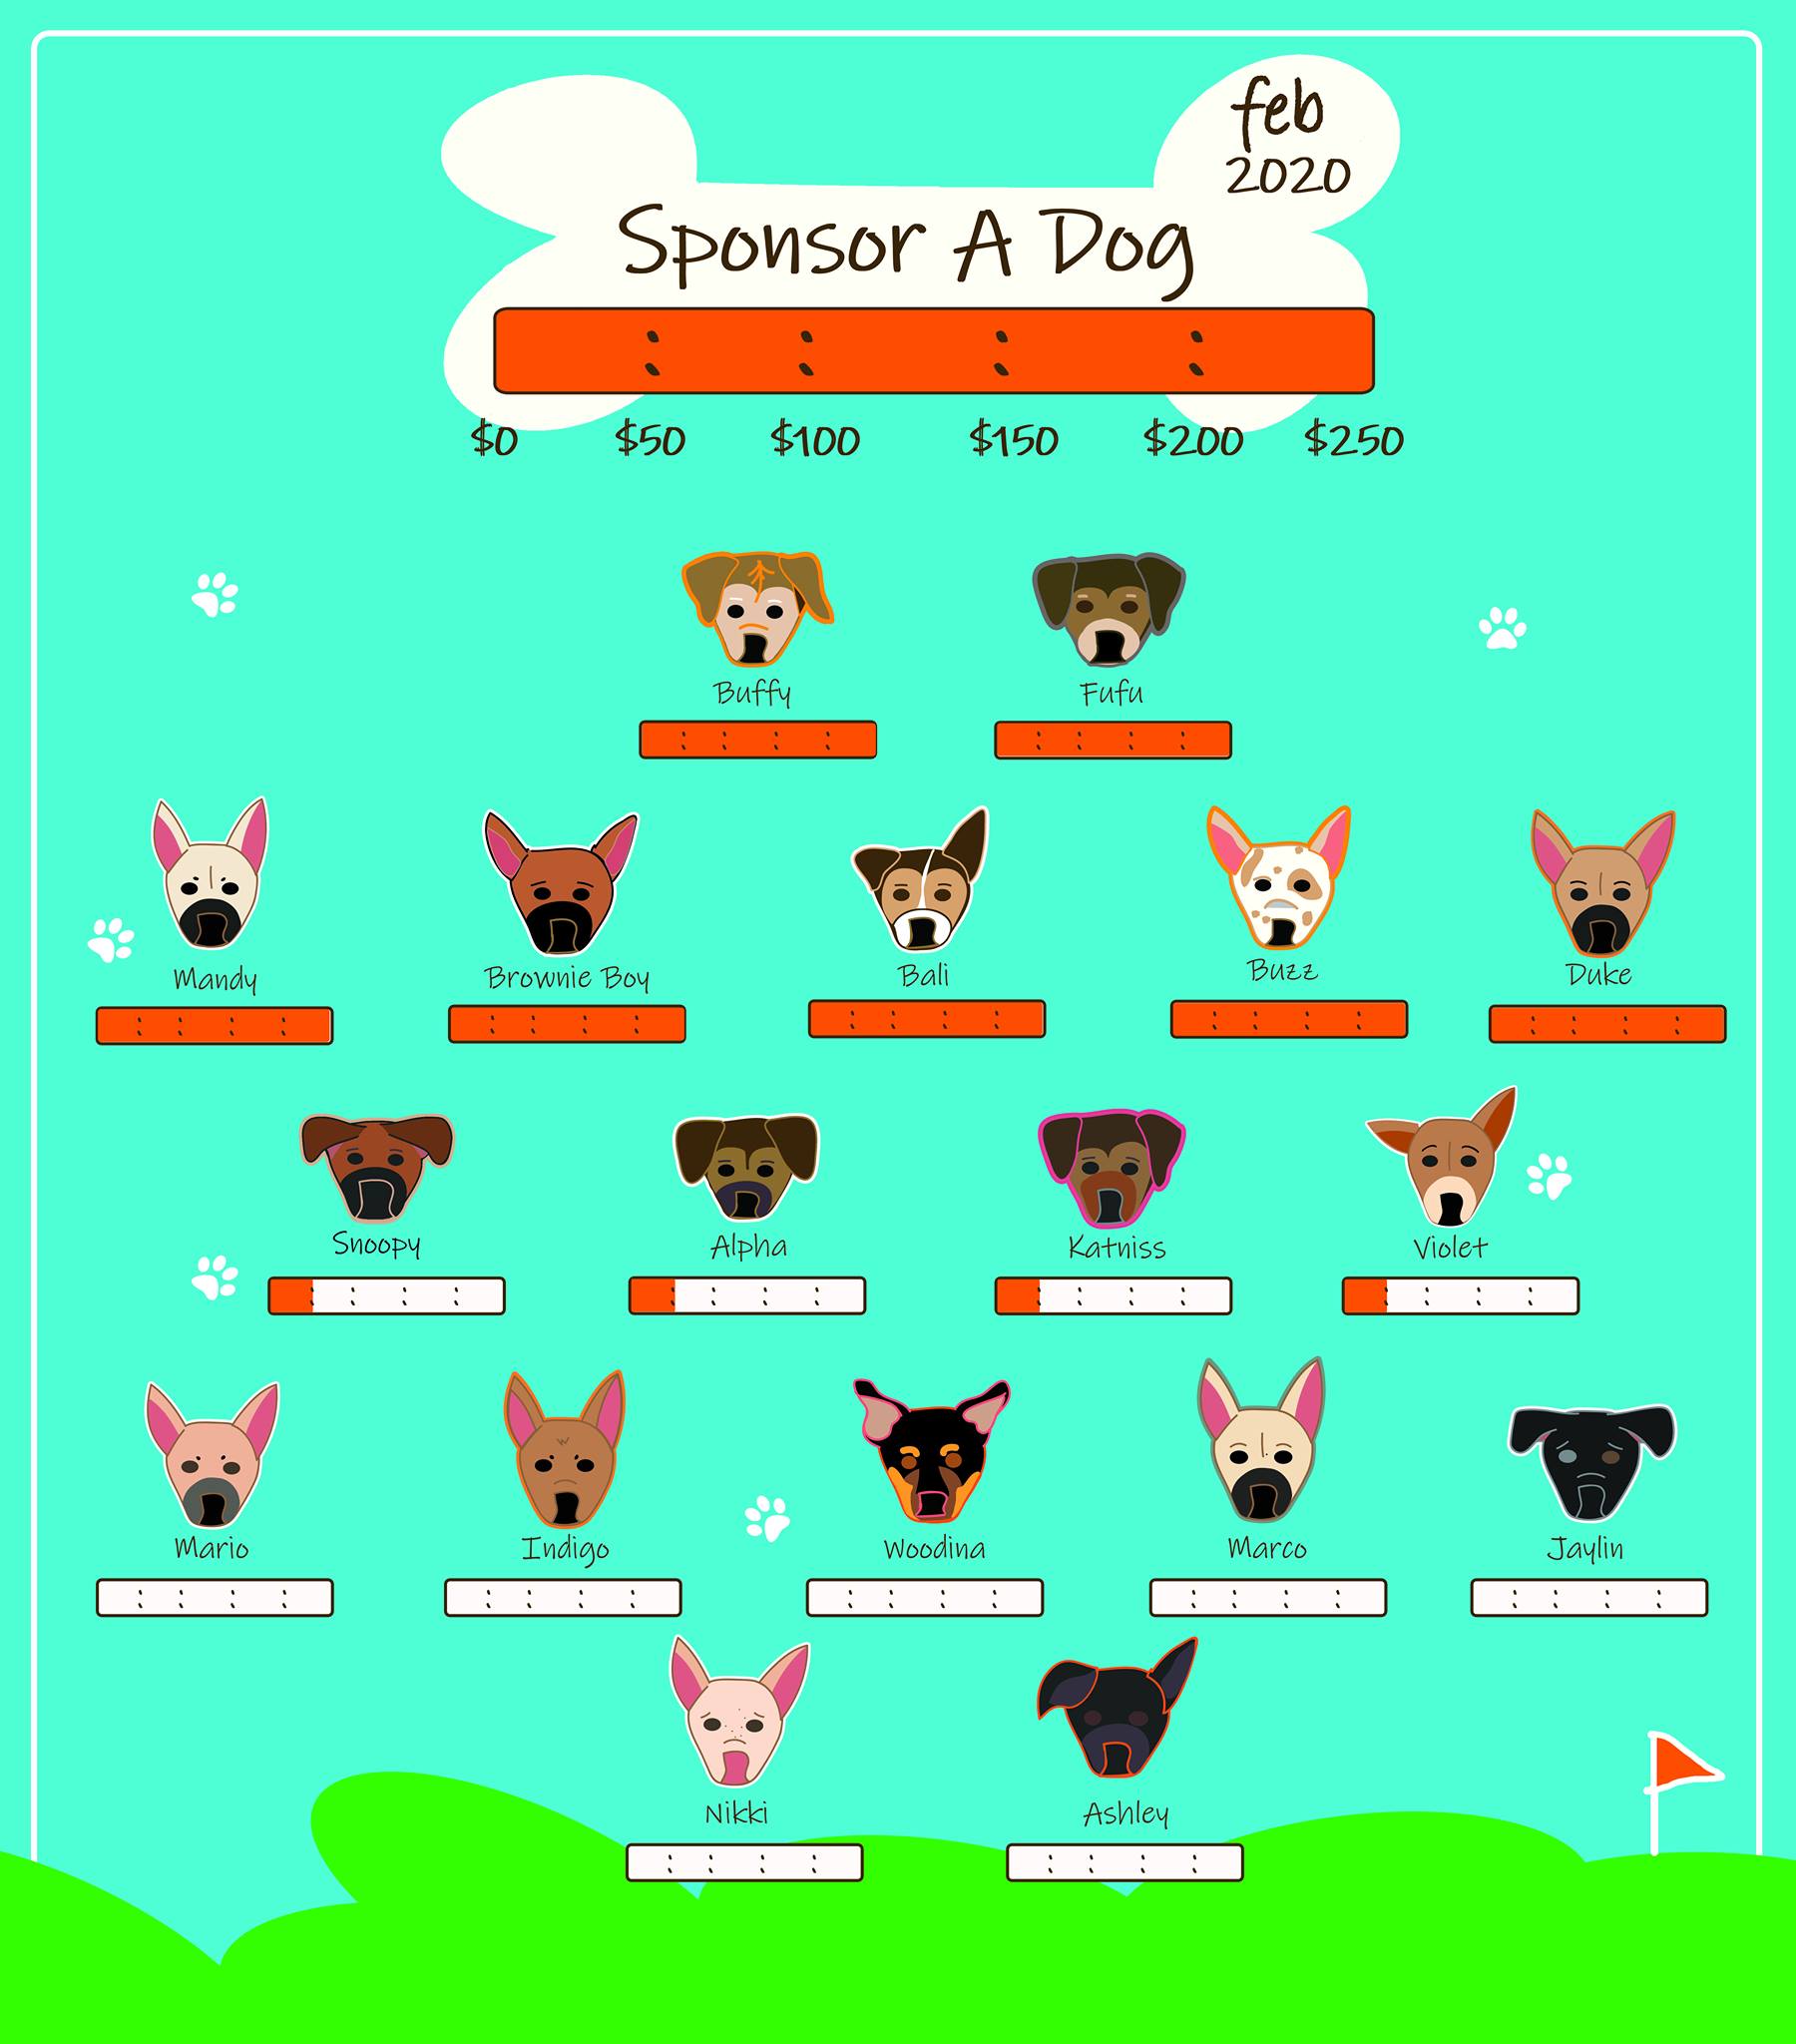 feb
2020
Sponsor A Dog
$0 $50 $100 $150 $200 $250
Buffy Fufu
Mandy Brownie Boy Bali Buzz Duke
Snoopy Alpha Katniss Violet
Mario Indigo Woodina Marco Jaylin
Nikki Ashley